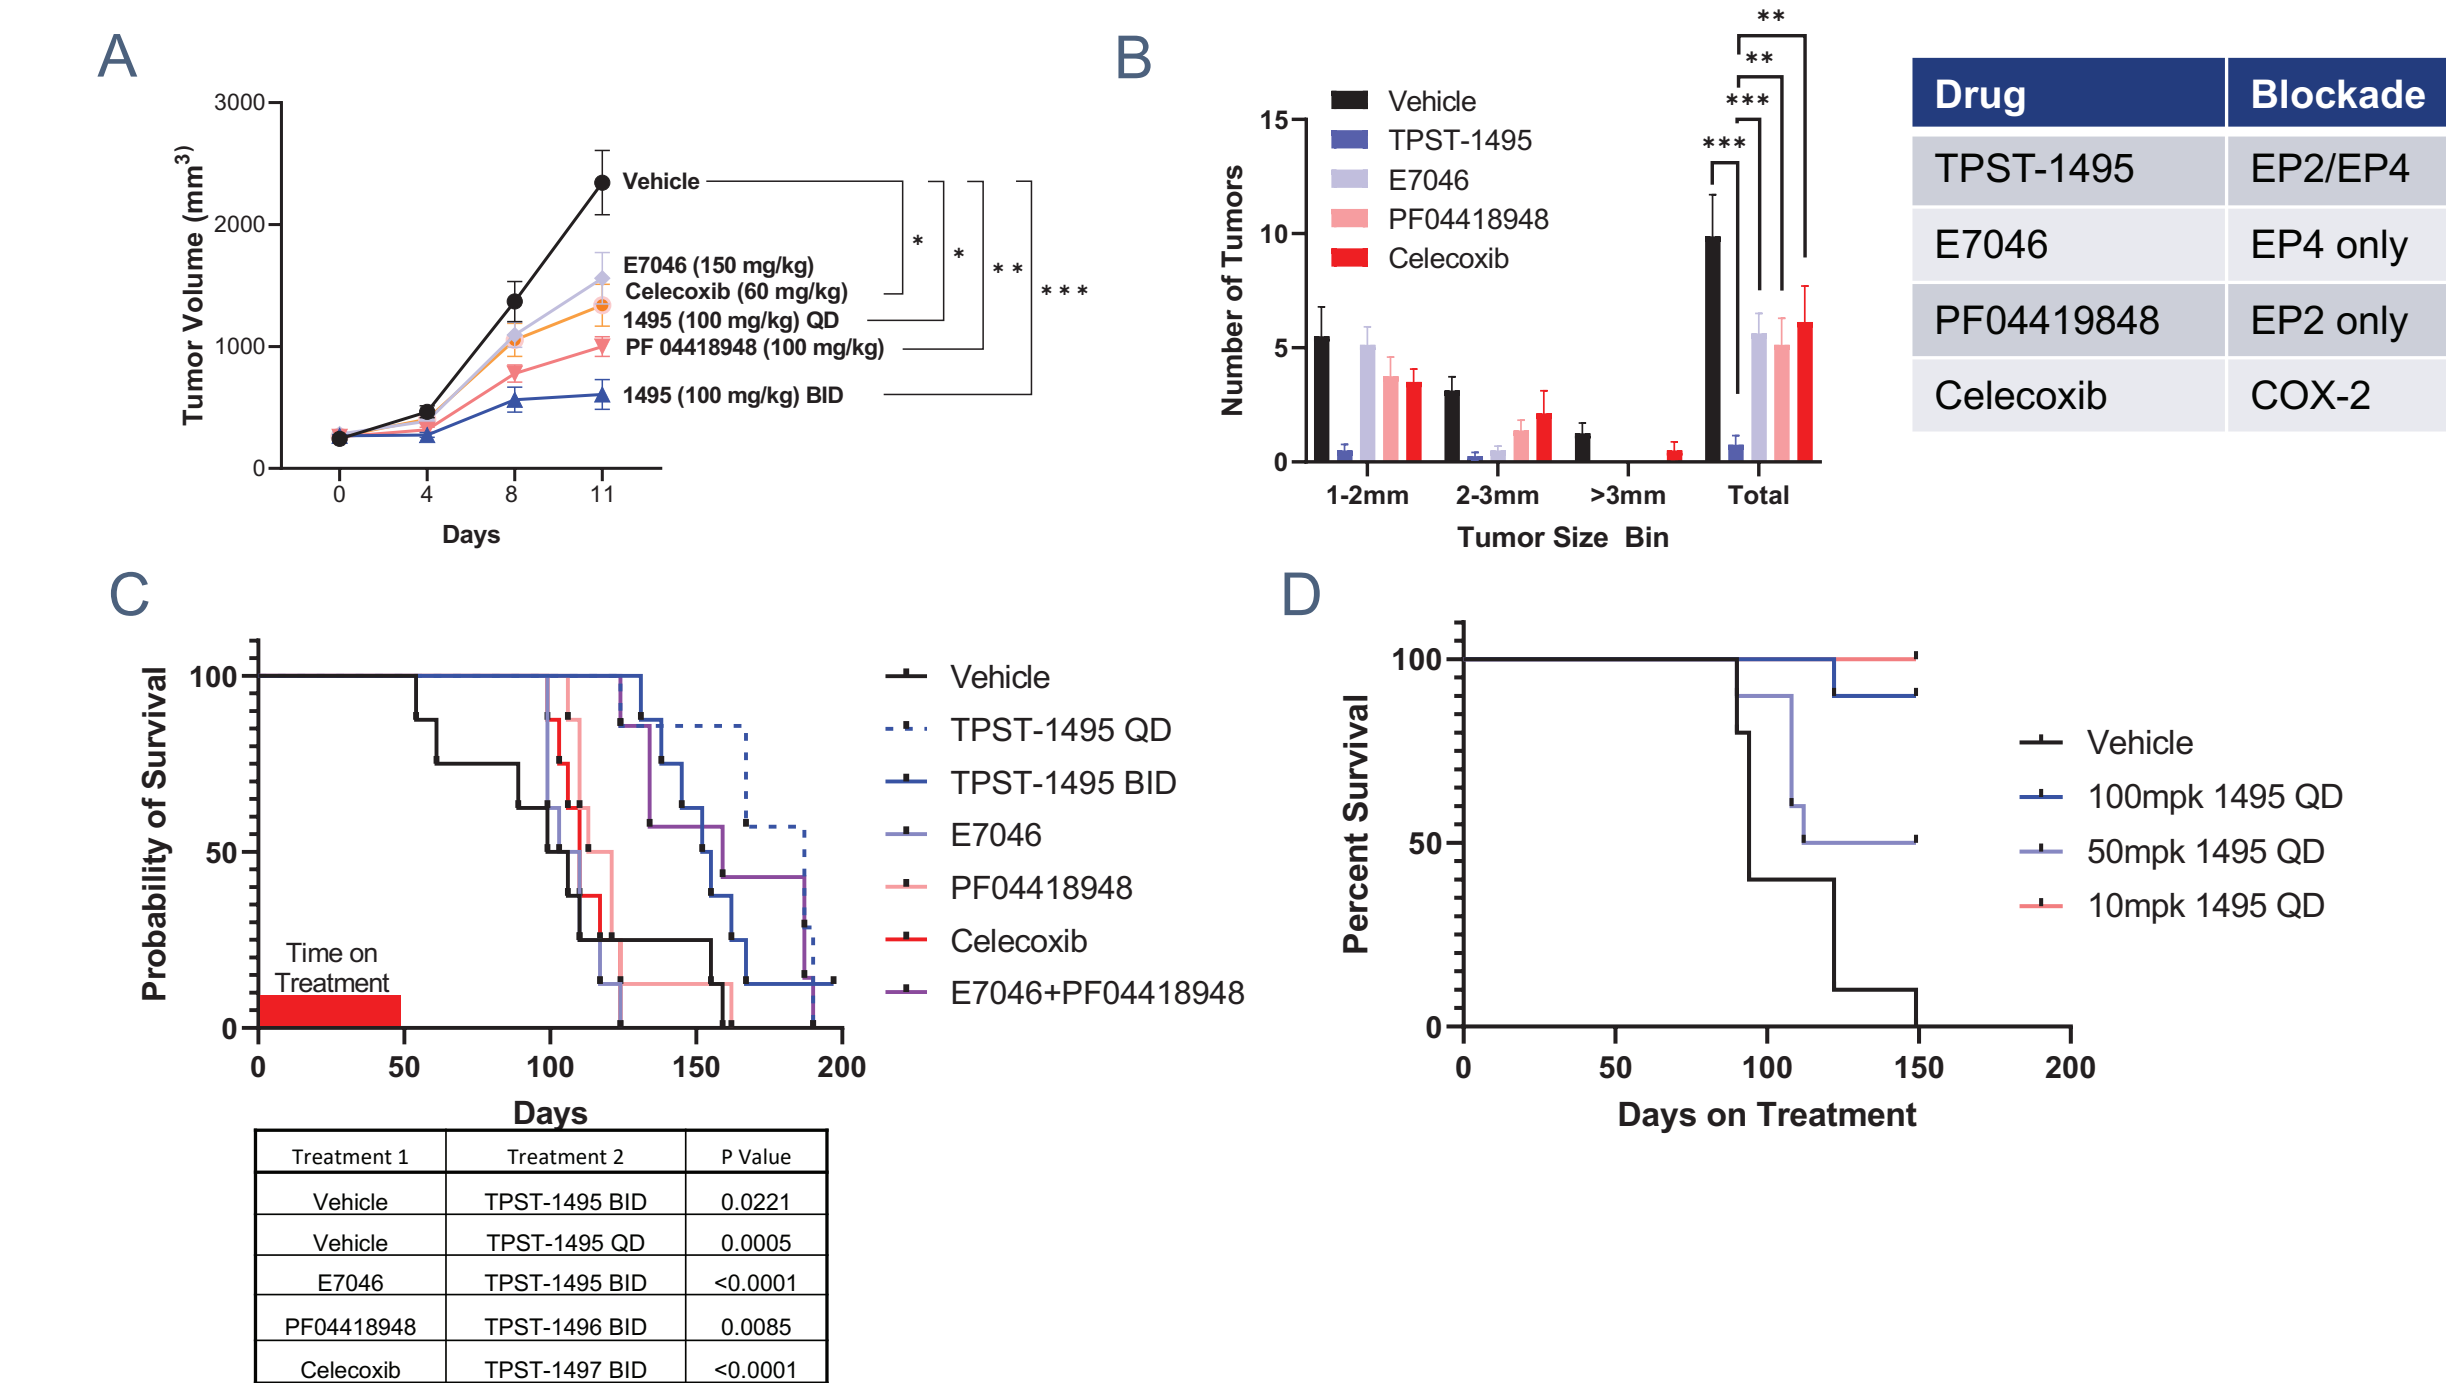 A
3000
2000
1000
0
Tumor Volume (mm3)
0 4 8 11
Days
Vehicle
E7046 (150 mg/kg)
Celecoxib (60 mg/kg)
1495 (100 mg/kg) QD
PF 04418948 (100 mg/kg)
1495 (100 mg/kg) BID
*
*
**
***
B
Vehicle
TPST-1495
E7046
PF04418948
Celecoxib
**
**
***
***
15
10
5
0
Number of Tumors
1-2mm 2-3mm >3mm Total
Tumor Size Bin
Drug Blockade
TPST-1495 EP2/EP4
E7046 EP4 only
PF04419848 EP2 only
Celecoxib COX-2
C
100
50
0
Probability of Survival
Time on
Treatment
0 50 100 150 200
Days
Vehicle
TPST-1495 QD
TPST-1495 BID
E7046
PF04418948
Celecoxib
E7046+PF04418948
Treatment 1 Treatment 2 P Value
Vehicle TPST-1495 BID 0.0221
Vehicle TPST-1495 QD 0.0005
E7046 TPST-1495 BID <0.0001
PF04418948 TPST-1496 BID 0.0085
Celecoxib TPST-1497 BID <0.0001
D
100
50
0
Percent Survival
0 50 100 150 200
Days on Treatment
Vehicle
100mpk 1495 QD
50mpk 1495 QD
10mpk 1495 QD